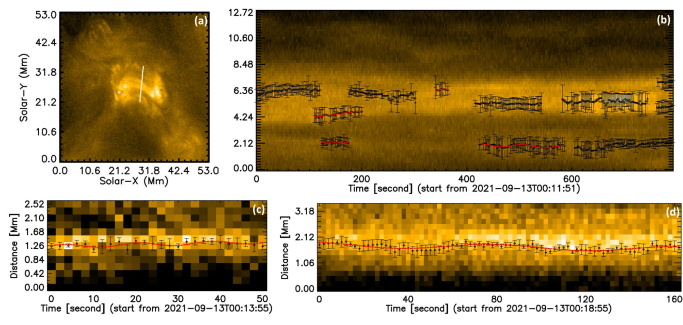 (a)
53.0
42.4
31.8
21.2
10.6
0.0
Solar-Y (Mm)
0.0 10.6 21.2 31.8 42.4 53.0
Solar-X (Mm)
(b)
12.72
10.60
8.48
6.36
4.24
2.12
0.00
0 200 400 600
Time [second] (start from 2021-09-13T00:11:51)
(c)
2.52
2.10
1.68
1.26
0.84
0.42
0.00
Distance [Mm]
0 10 20 30 40 50
Time [second] (start from 2021-09-13T00:13:55)
(d)
3.18
2.12
1.06
0.00
Distance [Mm]
0 40 80 120 160
Time [second] (start from 2021-09-13T00:18:55)